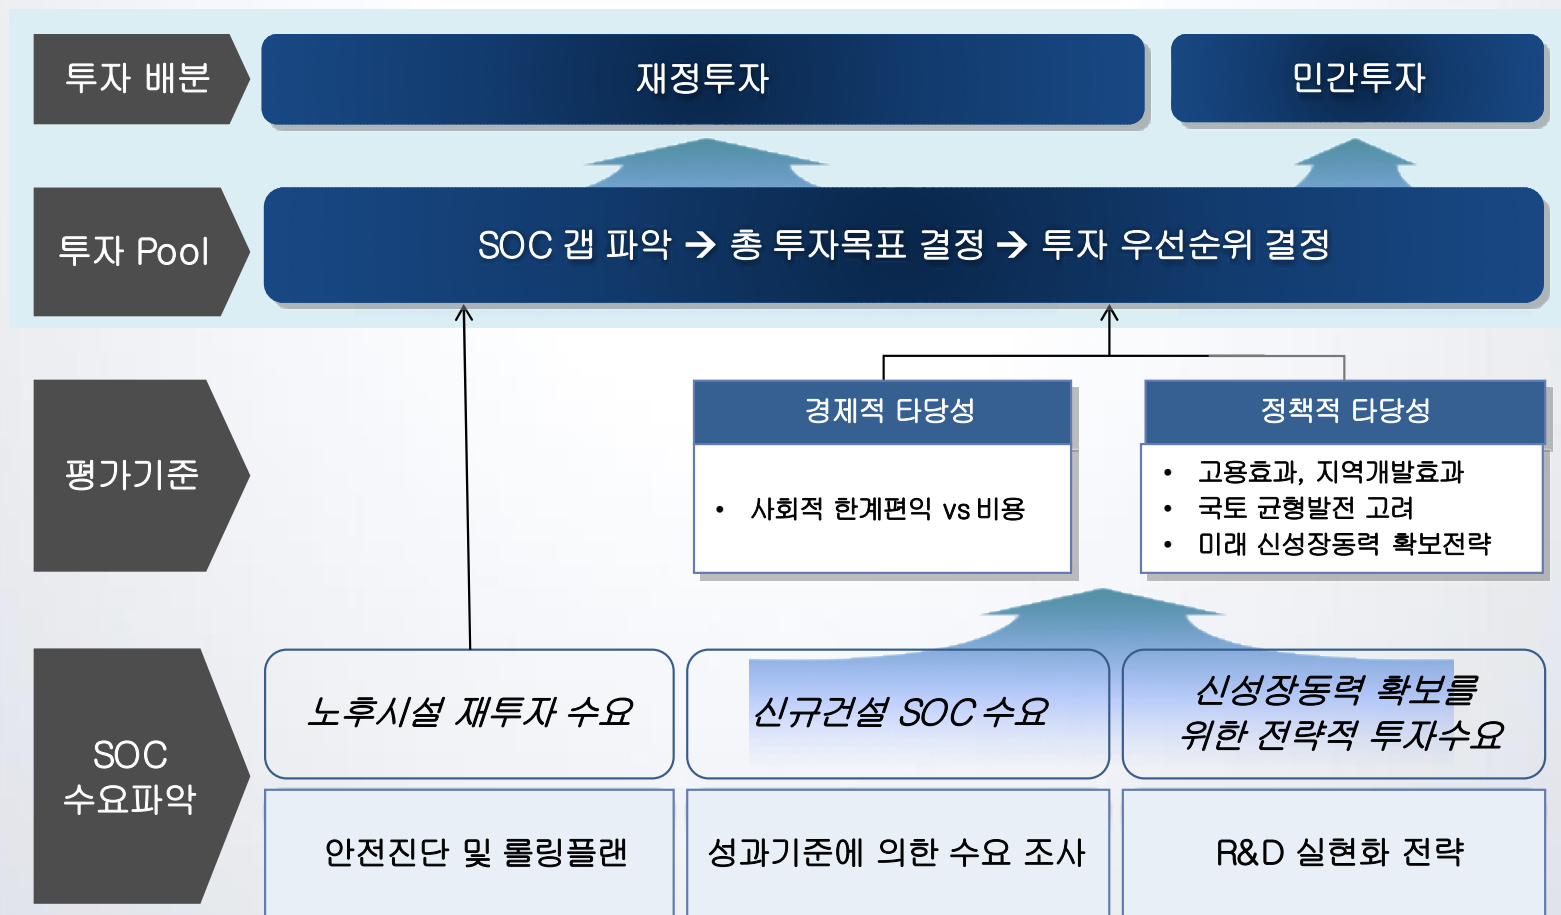 투자 배분
재정투자
민간투자
투자 Pool
SOC 갭 파악 → 총 투자목표 결정 → 투자 우선순위 결정
평가기준
경제적 타당성
• 사회적 한계편익 vs 비용
정책적 타당성
• 고용효과, 지역개발효과
• 국토 균형발전 고려
• 미래 신성장동력 확보전략
SOC
수요파악
노후시설 재투자 수요
신규건설 SOC 수요
신성장동력 확보를
위한 전략적 투자수요
안전진단 및 롤링플랜
성과기준에 의한 수요 조사
R&D 실현화 전략